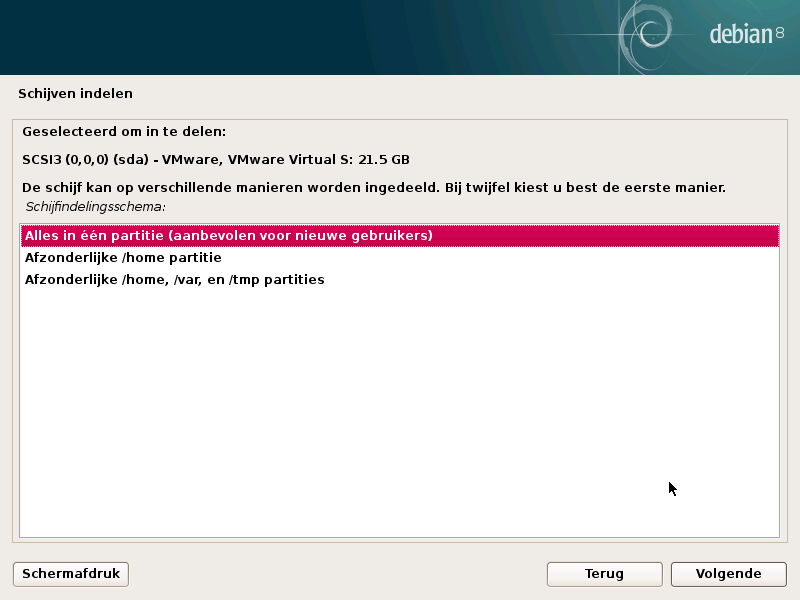 debian 8
Schijven indelen
Geselecteerd om in te delen:
SCSI3 (0,0,0) (sda) - VMware, VMware Virtual S: 21.5 GB
De schijf kan op verschillende manieren worden ingedeeld. Bij twijfel kiest u best de eerste manier.
Schijfindelingsschema:
Alles in één partitie (aanbevolen voor nieuwe gebruikers)
Afzonderlijke /home partitie
Afzonderlijke /home, /var, en /tmp partities
Schermafdruk
Terug
Volgende